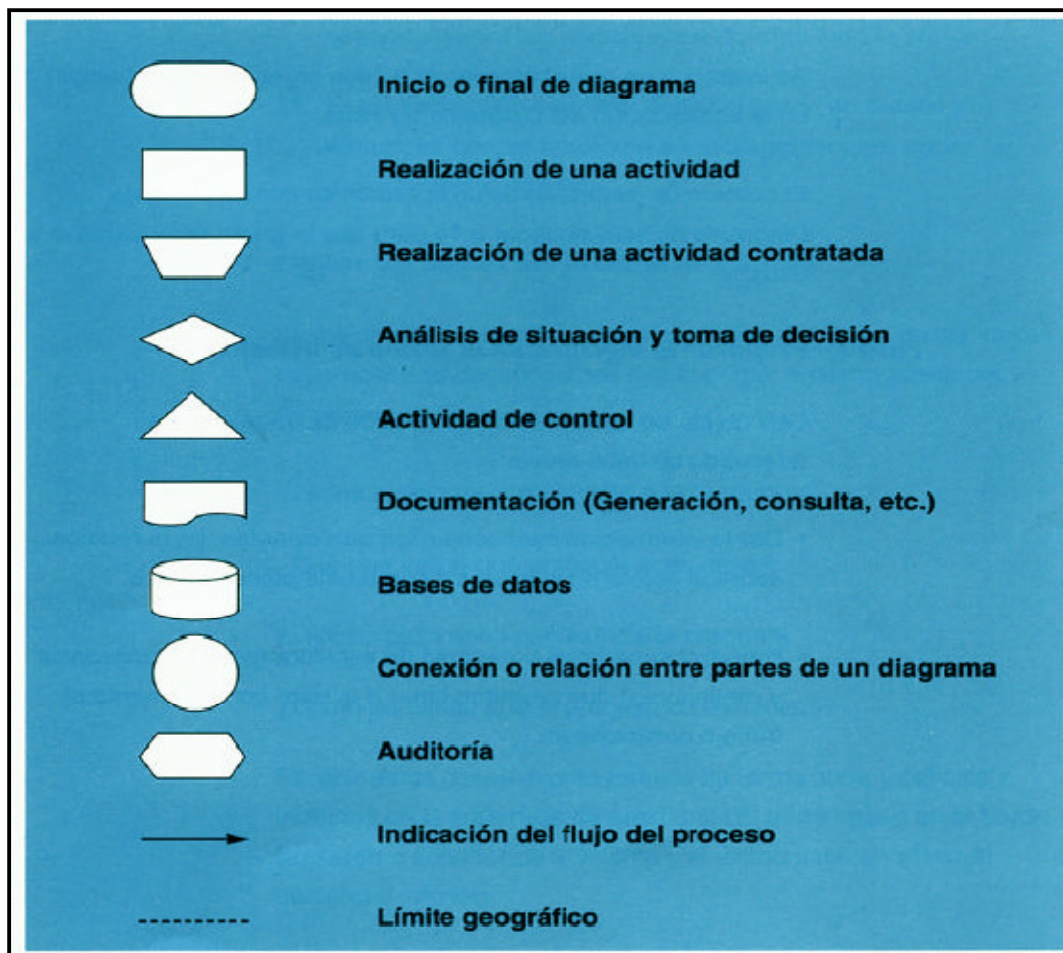 Inicio o final de diagrama
Realización de una actividad
Realización de una actividad contratada
Análisis de situación y toma de decisión
Actividad de control
Documentación (Generación, consulta, etc.)
Bases de datos
Conexión o relación entre partes de un diagrama
Auditoría
Indicación del flujo del proceso
Límite geográfico